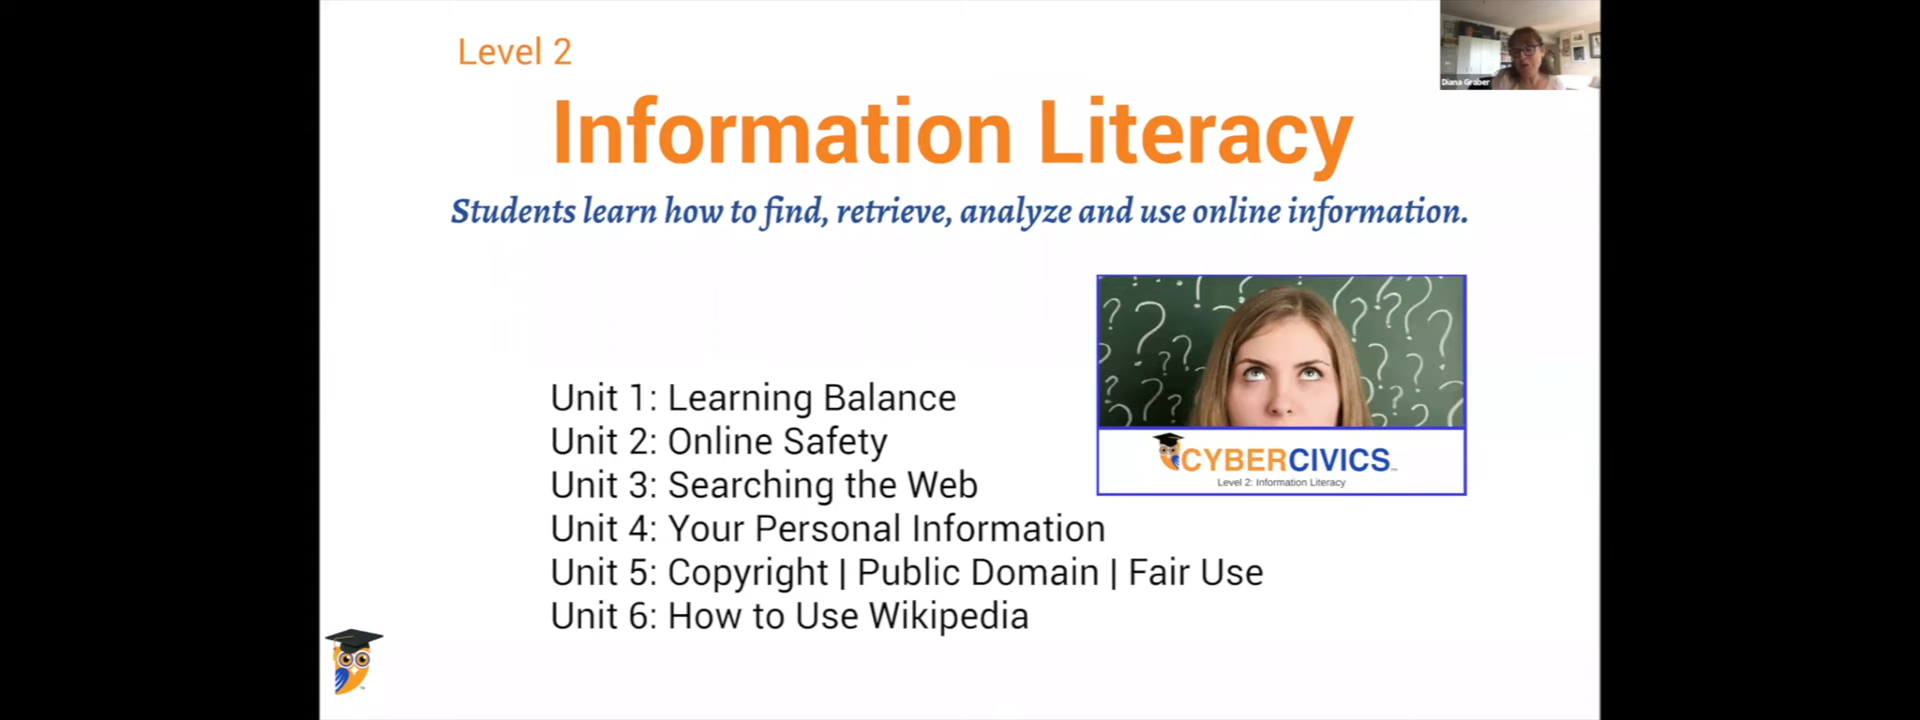 Level 2
Diana Graber
Information Literacy
Students learn how to find, retrieve, analyze and use online information.
Unit 1: Learning Balance
Unit 2: Online Safety
Unit 3: Searching the Web
Unit 4: Your Personal Information
Unit 5: Copyright | Public Domain | Fair Use
Unit 6: How to Use Wikipedia
CYBERCIVICS
Level 2: Information Literacy